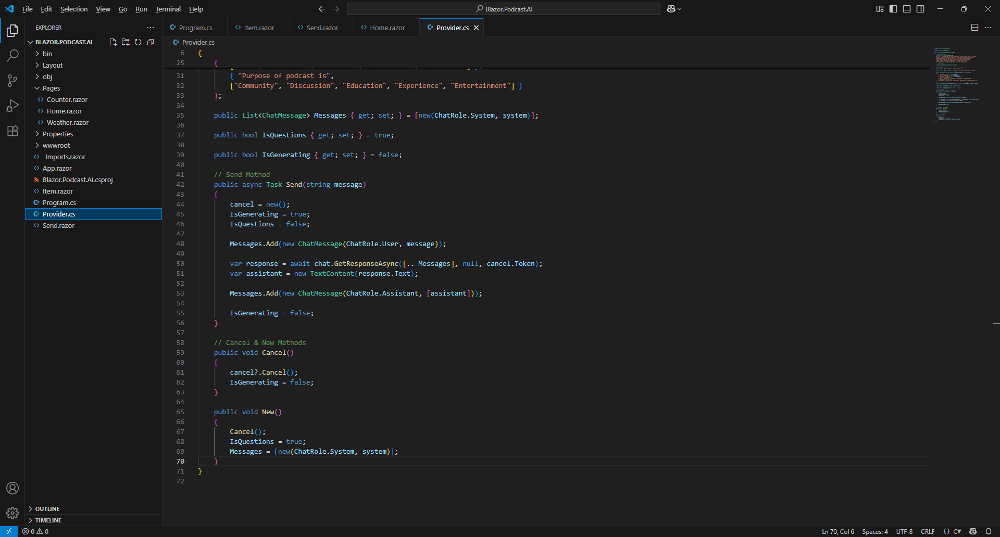 File Edit Selection View Go Run Terminal Help
Blazor.Podcast.AI
EXPLORER
BLAZOR.PODCAST.AI
bin
Layout
obj
Pages
Counter.razor
Home.razor
Weather.razor
Properties
wwwroot
_Imports.razor
App.razor
Blazor.Podcast.AI.csproj
Item.razor
Program.cs
Provider.cs
Send.razor
OUTLINE
TIMELINE
Program.cs Item.razor Send.razor Home.razor Provider.cs
Provider.cs
6 {
25 {
31 { "Purpose of podcast is",
32 ["Community", "Discussion", "Education", "Experience", "Entertainment"] }
33 };
34
35 public List<ChatMessage> Messages { get; set; } = [new(ChatRole.System, system)];
36
37 public bool IsQuestions { get; set; } = true;
38
39 public bool IsGenerating { get; set; } = false;
40
41 // Send Method
42 public async Task Send(string message)
43 {
44 cancel = new();
45 IsGenerating = true;
46 IsQuestions = false;
47
48 Messages.Add(new ChatMessage(ChatRole.User, message));
49
50 var response = await chat.GetResponseAsync([.. Messages], null, cancel.Token);
51 var assistant = new TextContent(response.Text);
52
53 Messages.Add(new ChatMessage(ChatRole.Assistant, [assistant]));
54
55 IsGenerating = false;
56 }
57
58 // Cancel & New Methods
59 public void Cancel()
60 {
61 cancel?.Cancel();
62 IsGenerating = false;
63 }
64
65 public void New()
66 {
67 Cancel();
68 IsQuestions = true;
69 Messages = [new(ChatRole.System, system)];
70 }
71 }
72
0 0 Ln 70, Col 6 Spaces: 4 UTF-8 CRLF {} C#